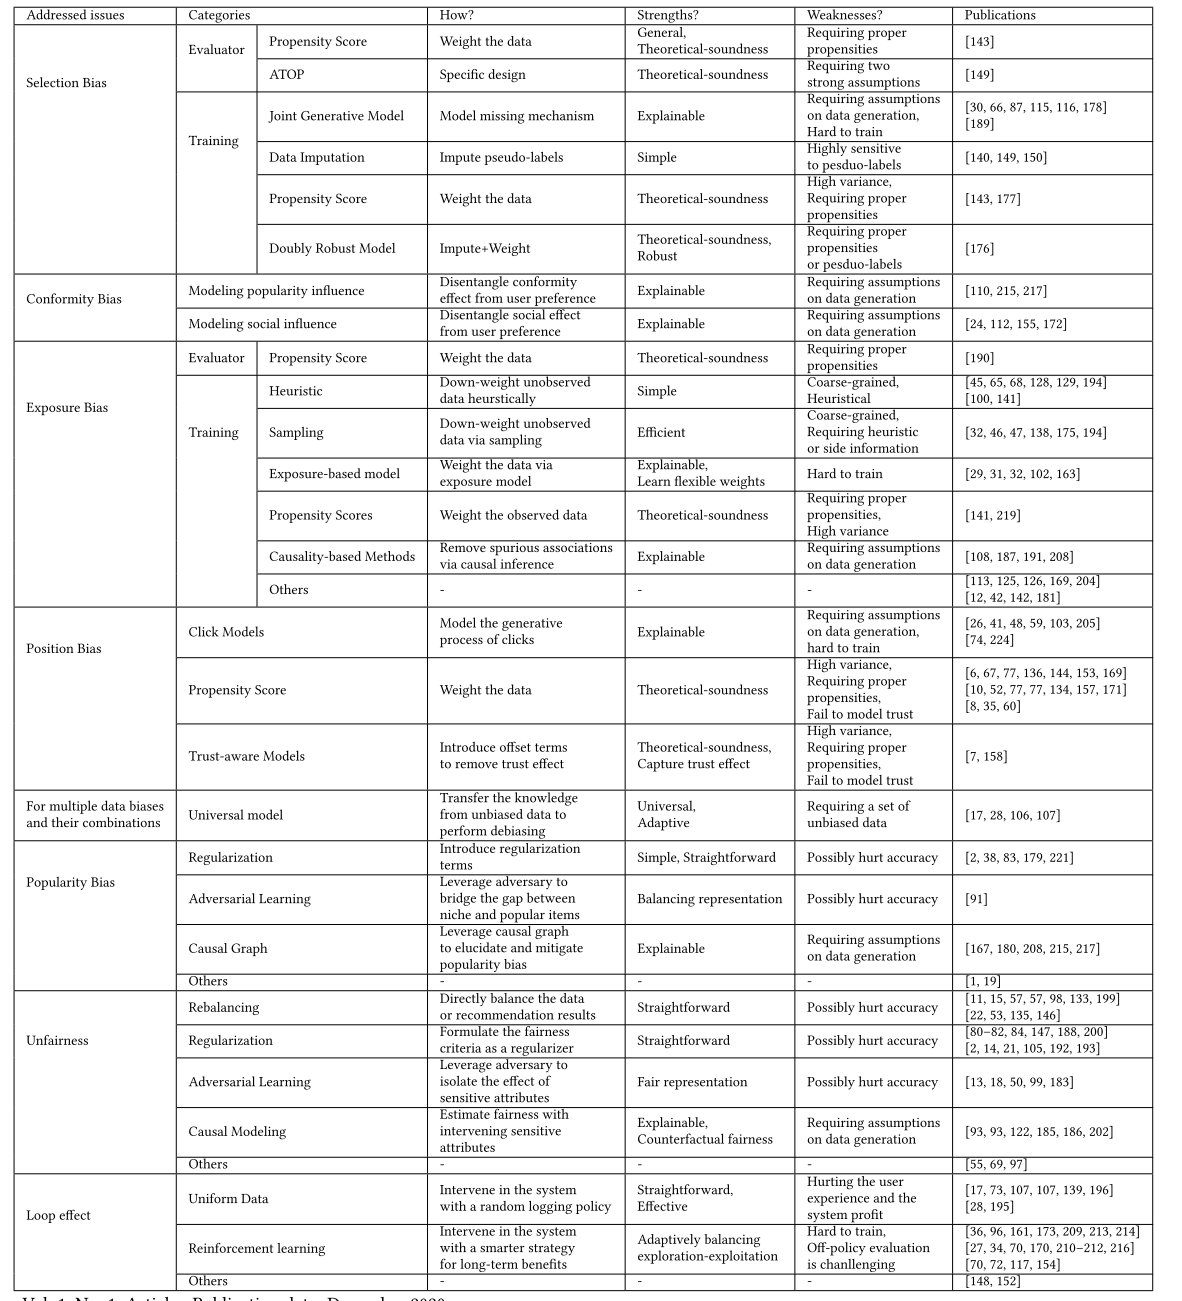 Addressed issues Categories How? Strengths? Weaknesses? Publications
Selection Bias
Evaluator
Propensity Score
Weight the data
General,
Theoretical-soundness
Requiring proper
propensities
[143]
ATOP
Specific design
Theoretical-soundness
Requiring two
strong assumptions
[149]
Training
Joint Generative Model
Model missing mechanism
Explainable
Requiring assumptions
on data generation,
Hard to train
[30, 66, 87, 115, 116, 178]
[189]
Data Imputation
Impute pseudo-labels
Simple
Highly sensitive
to pesduo-labels
[140, 149, 150]
Propensity Score
Weight the data
Theoretical-soundness
High variance,
Requiring proper
propensities
[143, 177]
Doubly Robust Model
Impute+Weight
Theoretical-soundness,
Robust
Requiring proper
propensities
or pesduo-labels
[176]
Conformity Bias
Modeling popularity influence
Disentangle conformity
effect from user preference
Explainable
Requiring assumptions
on data generation
[110, 215, 217]
Modeling social influence
Disentangle social effect
from user preference
Explainable
Requiring assumptions
on data generation
[24, 112, 155, 172]
Exposure Bias
Evaluator
Propensity Score
Weight the data
Theoretical-soundness
Requiring proper
propensities
[190]
Training
Heuristic
Down-weight unobserved
data heurstically
Simple
Coarse-grained,
Heuristical
[45, 65, 68, 128, 129, 194]
[100, 141]
Sampling
Down-weight unobserved
data via sampling
Efficient
Coarse-grained,
Requiring heuristic
or side information
[32, 46, 47, 138, 175, 194]
Exposure-based model
Weight the data via
exposure model
Explainable,
Learn flexible weights
Hard to train
[29, 31, 32, 102, 163]
Propensity Scores
Weight the observed data
Theoretical-soundness
Requiring proper
propensities,
High variance
[141, 219]
Causality-based Methods
Remove spurious associations
via causal inference
Explainable
Requiring assumptions
on data generation
[108, 187, 191, 208]
Others
-
-
-
[113, 125, 126, 169, 204]
[12, 42, 142, 181]
Position Bias
Click Models
Model the generative
process of clicks
Explainable
Requiring assumptions
on data generation,
hard to train
[26, 41, 48, 59, 103, 205]
[74, 224]
Propensity Score
Weight the data
Theoretical-soundness
High variance,
Requiring proper
propensities,
Fail to model trust
[6, 67, 77, 136, 144, 153, 169]
[10, 52, 77, 77, 134, 157, 171]
[8, 35, 60]
Trust-aware Models
Introduce offset terms
to remove trust effect
Theoretical-soundness,
Capture trust effect
High variance,
Requiring proper
propensities,
Fail to model trust
[7, 158]
For multiple data biases
and their combinations
Universal model
Transfer the knowledge
from unbiased data to
perform debiasing
Universal,
Adaptive
Requiring a set of
unbiased data
[17, 28, 106, 107]
Popularity Bias
Regularization
Introduce regularization
terms
Simple, Straightforward
Possibly hurt accuracy
[2, 38, 83, 179, 221]
Adversarial Learning
Leverage adversary to
bridge the gap between
niche and popular items
Balancing representation
Possibly hurt accuracy
[91]
Causal Graph
Leverage causal graph
to elucidate and mitigate
popularity bias
Explainable
Requiring assumptions
on data generation
[167, 180, 208, 215, 217]
Others
-
-
-
[1, 19]
Unfairness
Rebalancing
Directly balance the data
or recommendation results
Straightforward
Possibly hurt accuracy
[11, 15, 57, 57, 98, 133, 199]
[22, 53, 135, 146]
Regularization
Formulate the fairness
criteria as a regularizer
Straightforward
Possibly hurt accuracy
[80–82, 84, 147, 188, 200]
[2, 14, 21, 105, 192, 193]
Adversarial Learning
Leverage adversary to
isolate the effect of
sensitive attributes
Fair representation
Possibly hurt accuracy
[13, 18, 50, 99, 183]
Causal Modeling
Estimate fairness with
intervening sensitive
attributes
Explainable,
Counterfactual fairness
Requiring assumptions
on data generation
[93, 93, 122, 185, 186, 202]
Others
-
-
-
[55, 69, 97]
Loop effect
Uniform Data
Intervene in the system
with a random logging policy
Straightforward,
Effective
Hurting the user
experience and the
system profit
[17, 73, 107, 107, 139, 196]
[28, 195]
Reinforcement learning
Intervene in the system
with a smarter strategy
for long-term benefits
Adaptively balancing
exploration-exploitation
Hard to train,
Off-policy evaluation
is chanllenging
[36, 96, 161, 173, 209, 213, 214]
[27, 34, 70, 170, 210–212, 216]
[70, 72, 117, 154]
Others
-
-
-
[148, 152]